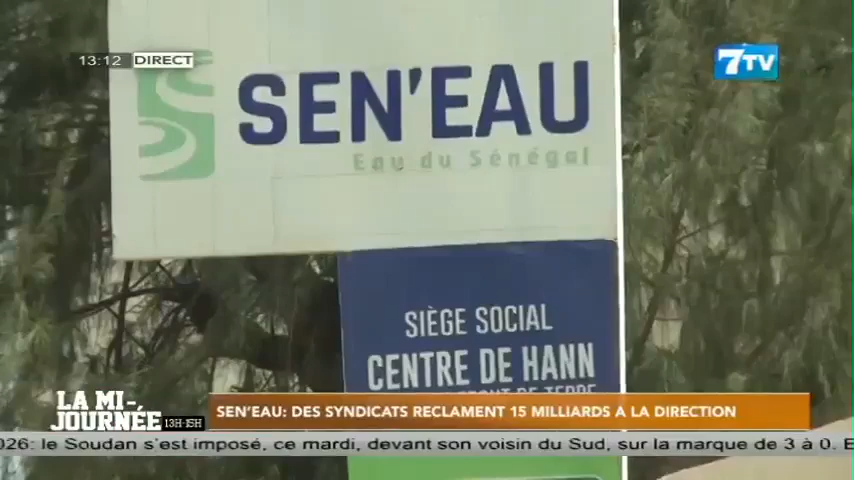 13:12 DIRECT
7TV
SEN'EAU
Eau du Sénégal
SIÈGE SOCIAL
CENTRE DE HANN
DE TERRE
LA MI-
JOURNÉE 13H-15H
SEN'EAU: DES SYNDICATS RECLAMENT 15 MILLIARDS A LA DIRECTION
026: le Soudan s'est imposé, ce mardi, devant son voisin du Sud, sur la marque de 3 à 0. E